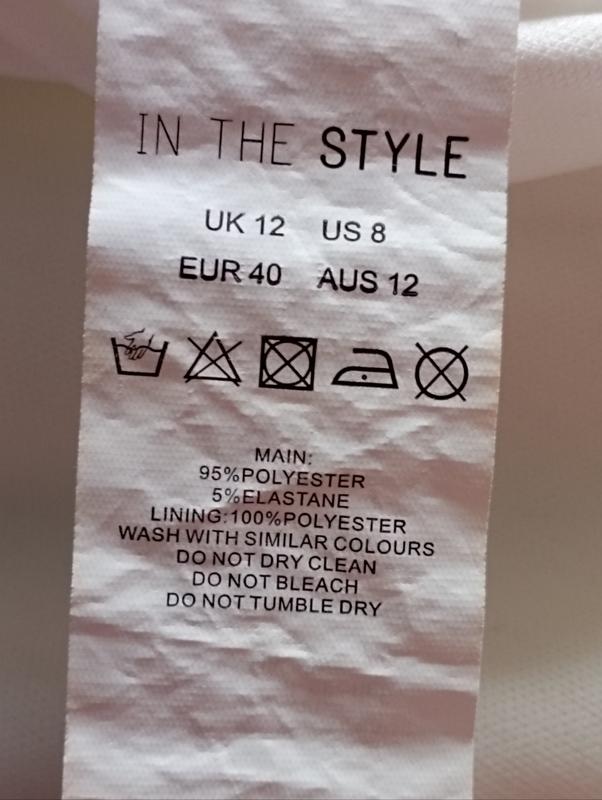 IN THE STYLE
UK 12 US 8
EUR 40 AUS 12
MAIN:
95%POLYESTER
5%ELASTANE
LINING:100%POLYESTER
WASH WITH SIMILAR COLOURS
DO NOT DRY CLEAN
DO NOT BLEACH
DO NOT TUMBLE DRY